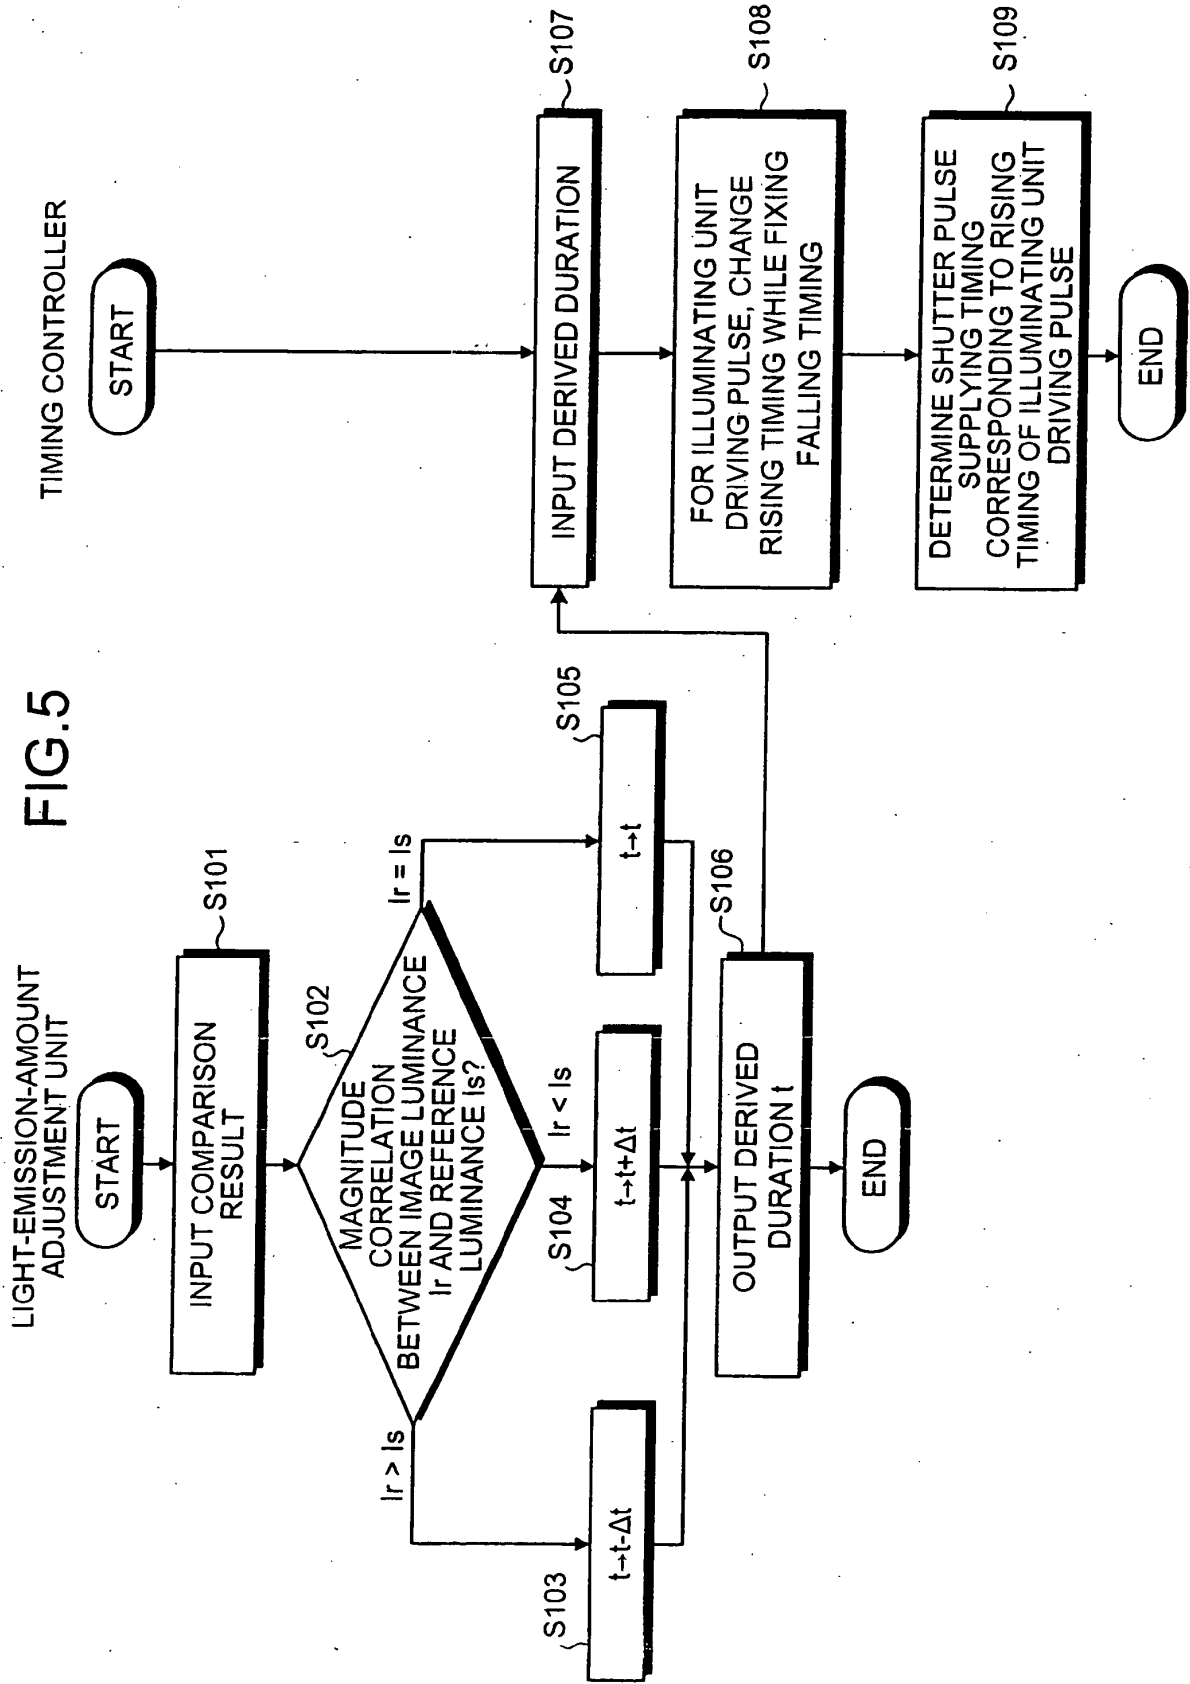 FIG.5
LIGHT-EMISSION-AMOUNT
ADJUSTMENT UNIT
START
INPUT COMPARISON
RESULT
S101
MAGNITUDE
CORRELATION
BETWEEN IMAGE LUMINANCE
Ir AND REFERENCE
LUMINANCE Is?
S102
Ir > Is
Ir < Is
Ir = Is
S103
t→t-Δt
S104
t→t+Δt
S105
t→t
S106
OUTPUT DERIVED
DURATION t
END
TIMING CONTROLLER
START
INPUT DERIVED DURATION
S107
FOR ILLUMINATING UNIT
DRIVING PULSE, CHANGE
RISING TIMING WHILE FIXING
FALLING TIMING
S108
DETERMINE SHUTTER PULSE
SUPPLYING TIMING
CORRESPONDING TO RISING
TIMING OF ILLUMINATING UNIT
DRIVING PULSE
S109
END